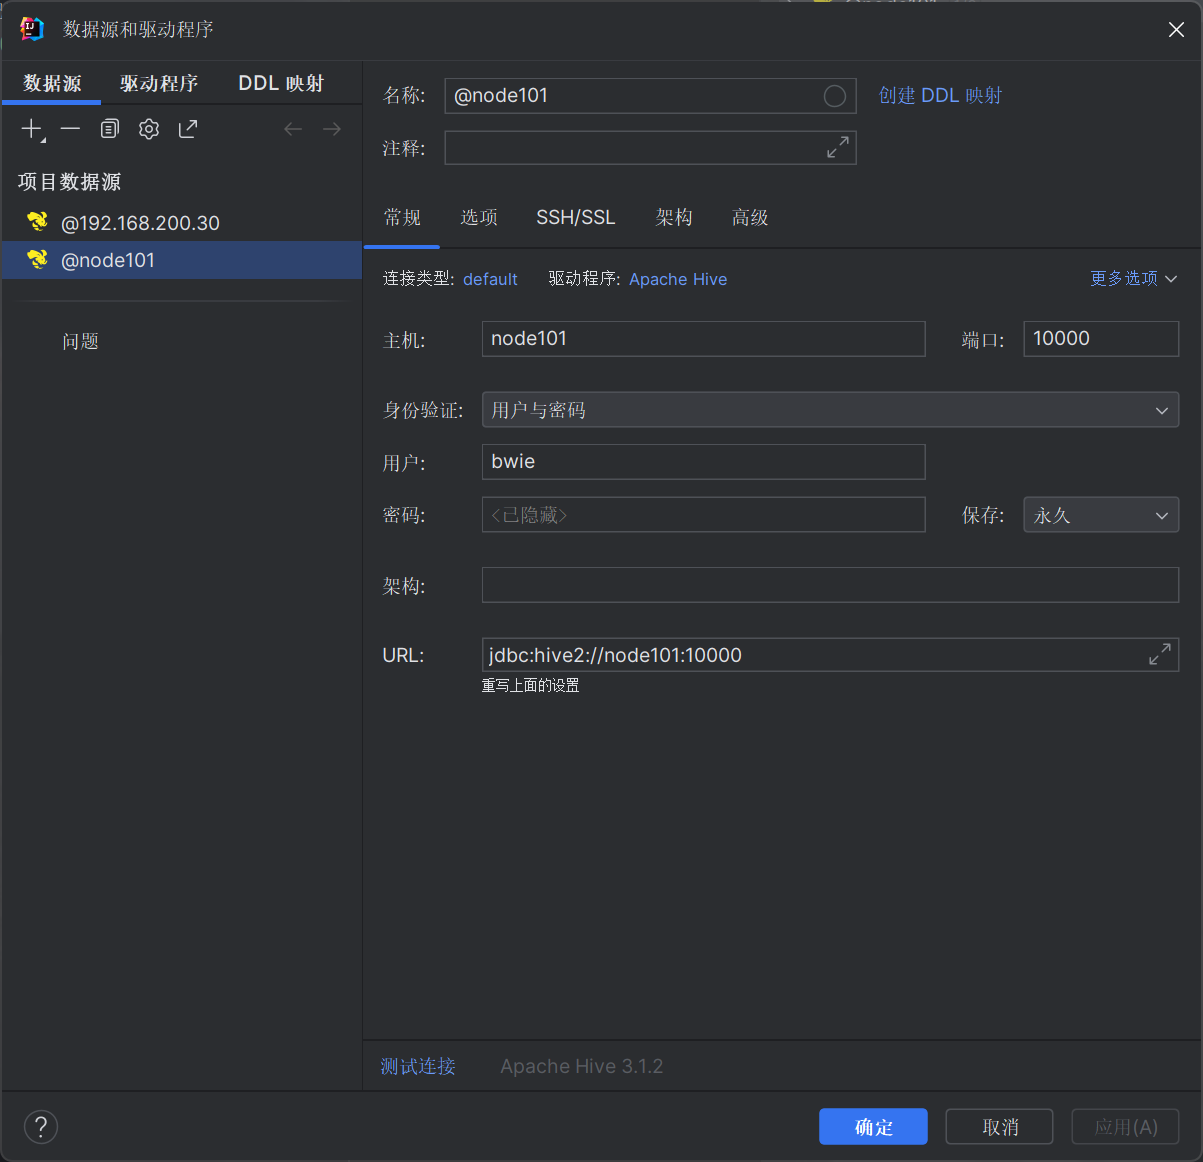 数据源和驱动程序
数据源 驱动程序 DDL 映射
项目数据源
@192.168.200.30
@node101
问题
名称: @node101 创建 DDL 映射
注释:
常规 选项 SSH/SSL 架构 高级
连接类型: default 驱动程序: Apache Hive 更多选项
主机: node101 端口: 10000
身份验证: 用户与密码
用户: bwie
密码: <已隐藏> 保存: 永久
架构:
URL: jdbc:hive2://node101:10000
重写上面的设置
测试连接 Apache Hive 3.1.2
? 确定 取消 应用(A)